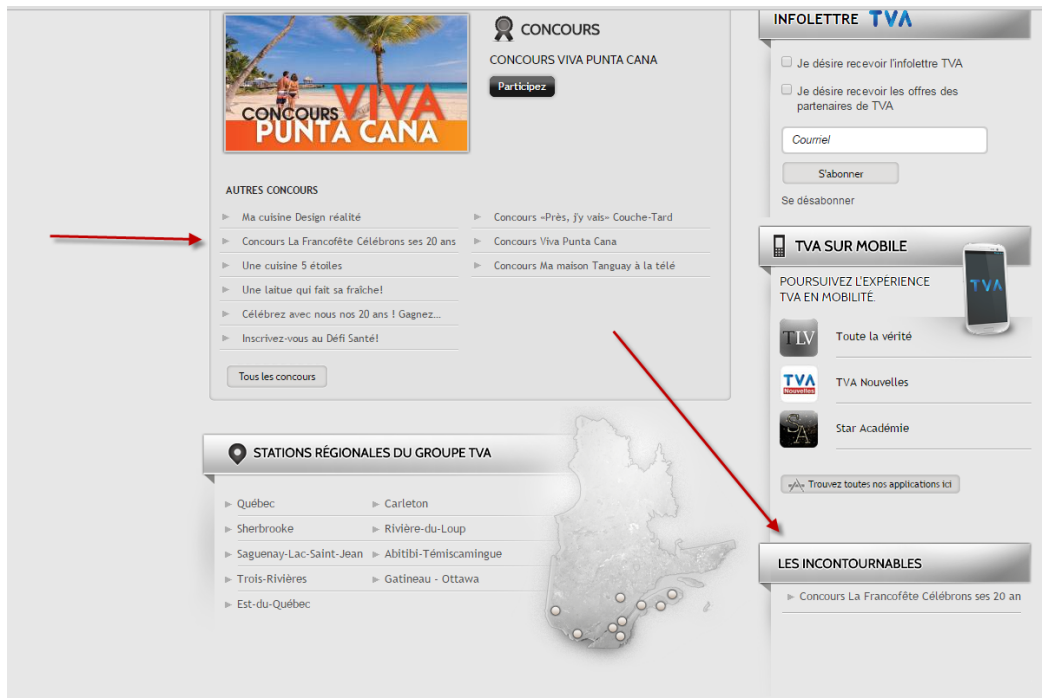 CONCOURS VIVA
PUNTA CANA
CONCOURS
CONCOURS VIVA PUNTA CANA
Participez
AUTRES CONCOURS
Ma cuisine Design réalité
Concours La Francofête Célébrons ses 20 ans
Une cuisine 5 étoiles
Une laitue qui fait sa fraîche!
Célébrez avec nous nos 20 ans ! Gagnez...
Inscrivez-vous au Défi Santé!
Concours «Près, j'y vais» Couche-Tard
Concours Viva Punta Cana
Concours Ma maison Tanguay à la télé
Tous les concours
STATIONS RÉGIONALES DU GROUPE TVA
Québec
Sherbrooke
Saguenay-Lac-Saint-Jean
Trois-Rivières
Est-du-Québec
Carleton
Rivière-du-Loup
Abitibi-Témiscamingue
Gatineau - Ottawa
INFOLETTRE TVA
Je désire recevoir l'infolettre TVA
Je désire recevoir les offres des
partenaires de TVA
Courriel
S'abonner
Se désabonner
TVA SUR MOBILE
POURSUIVEZ L'EXPÉRIENCE
TVA EN MOBILITÉ.
TVA
TLV
Toute la vérité
TVA
Nouvelles
TVA Nouvelles
SA
Star Académie
Trouvez toutes nos applications ici
LES INCONTOURNABLES
Concours La Francofête Célébrons ses 20 an